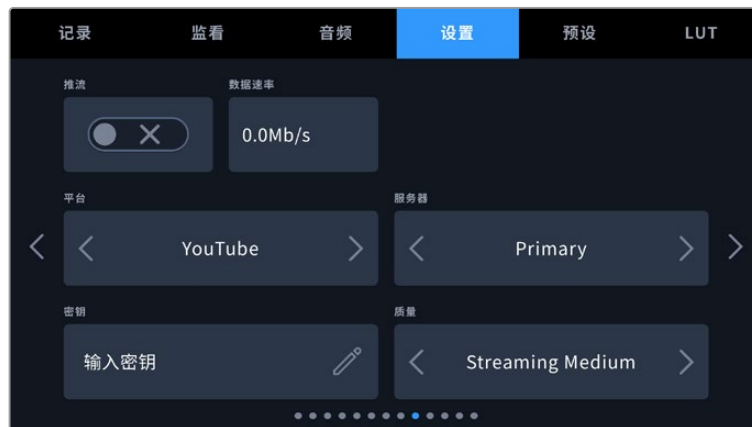 记录 监看 音频 设置 预设 LUT
推流 数据速率
0.0Mb/s
平台 服务器
YouTube Primary
密钥 质量
输入密钥 Streaming Medium